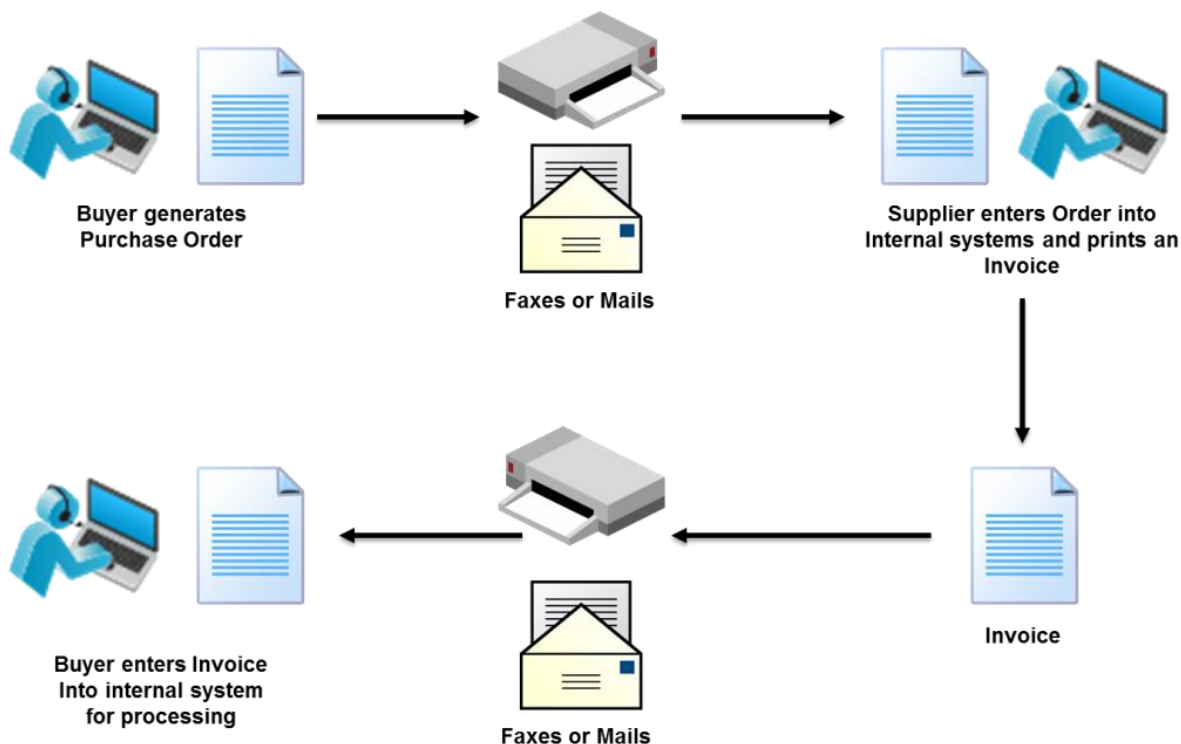 Buyer generates
Purchase Order
Faxes or Mails
Supplier enters Order into
Internal systems and prints an
Invoice
Invoice
Faxes or Mails
Buyer enters Invoice
Into internal system
for processing